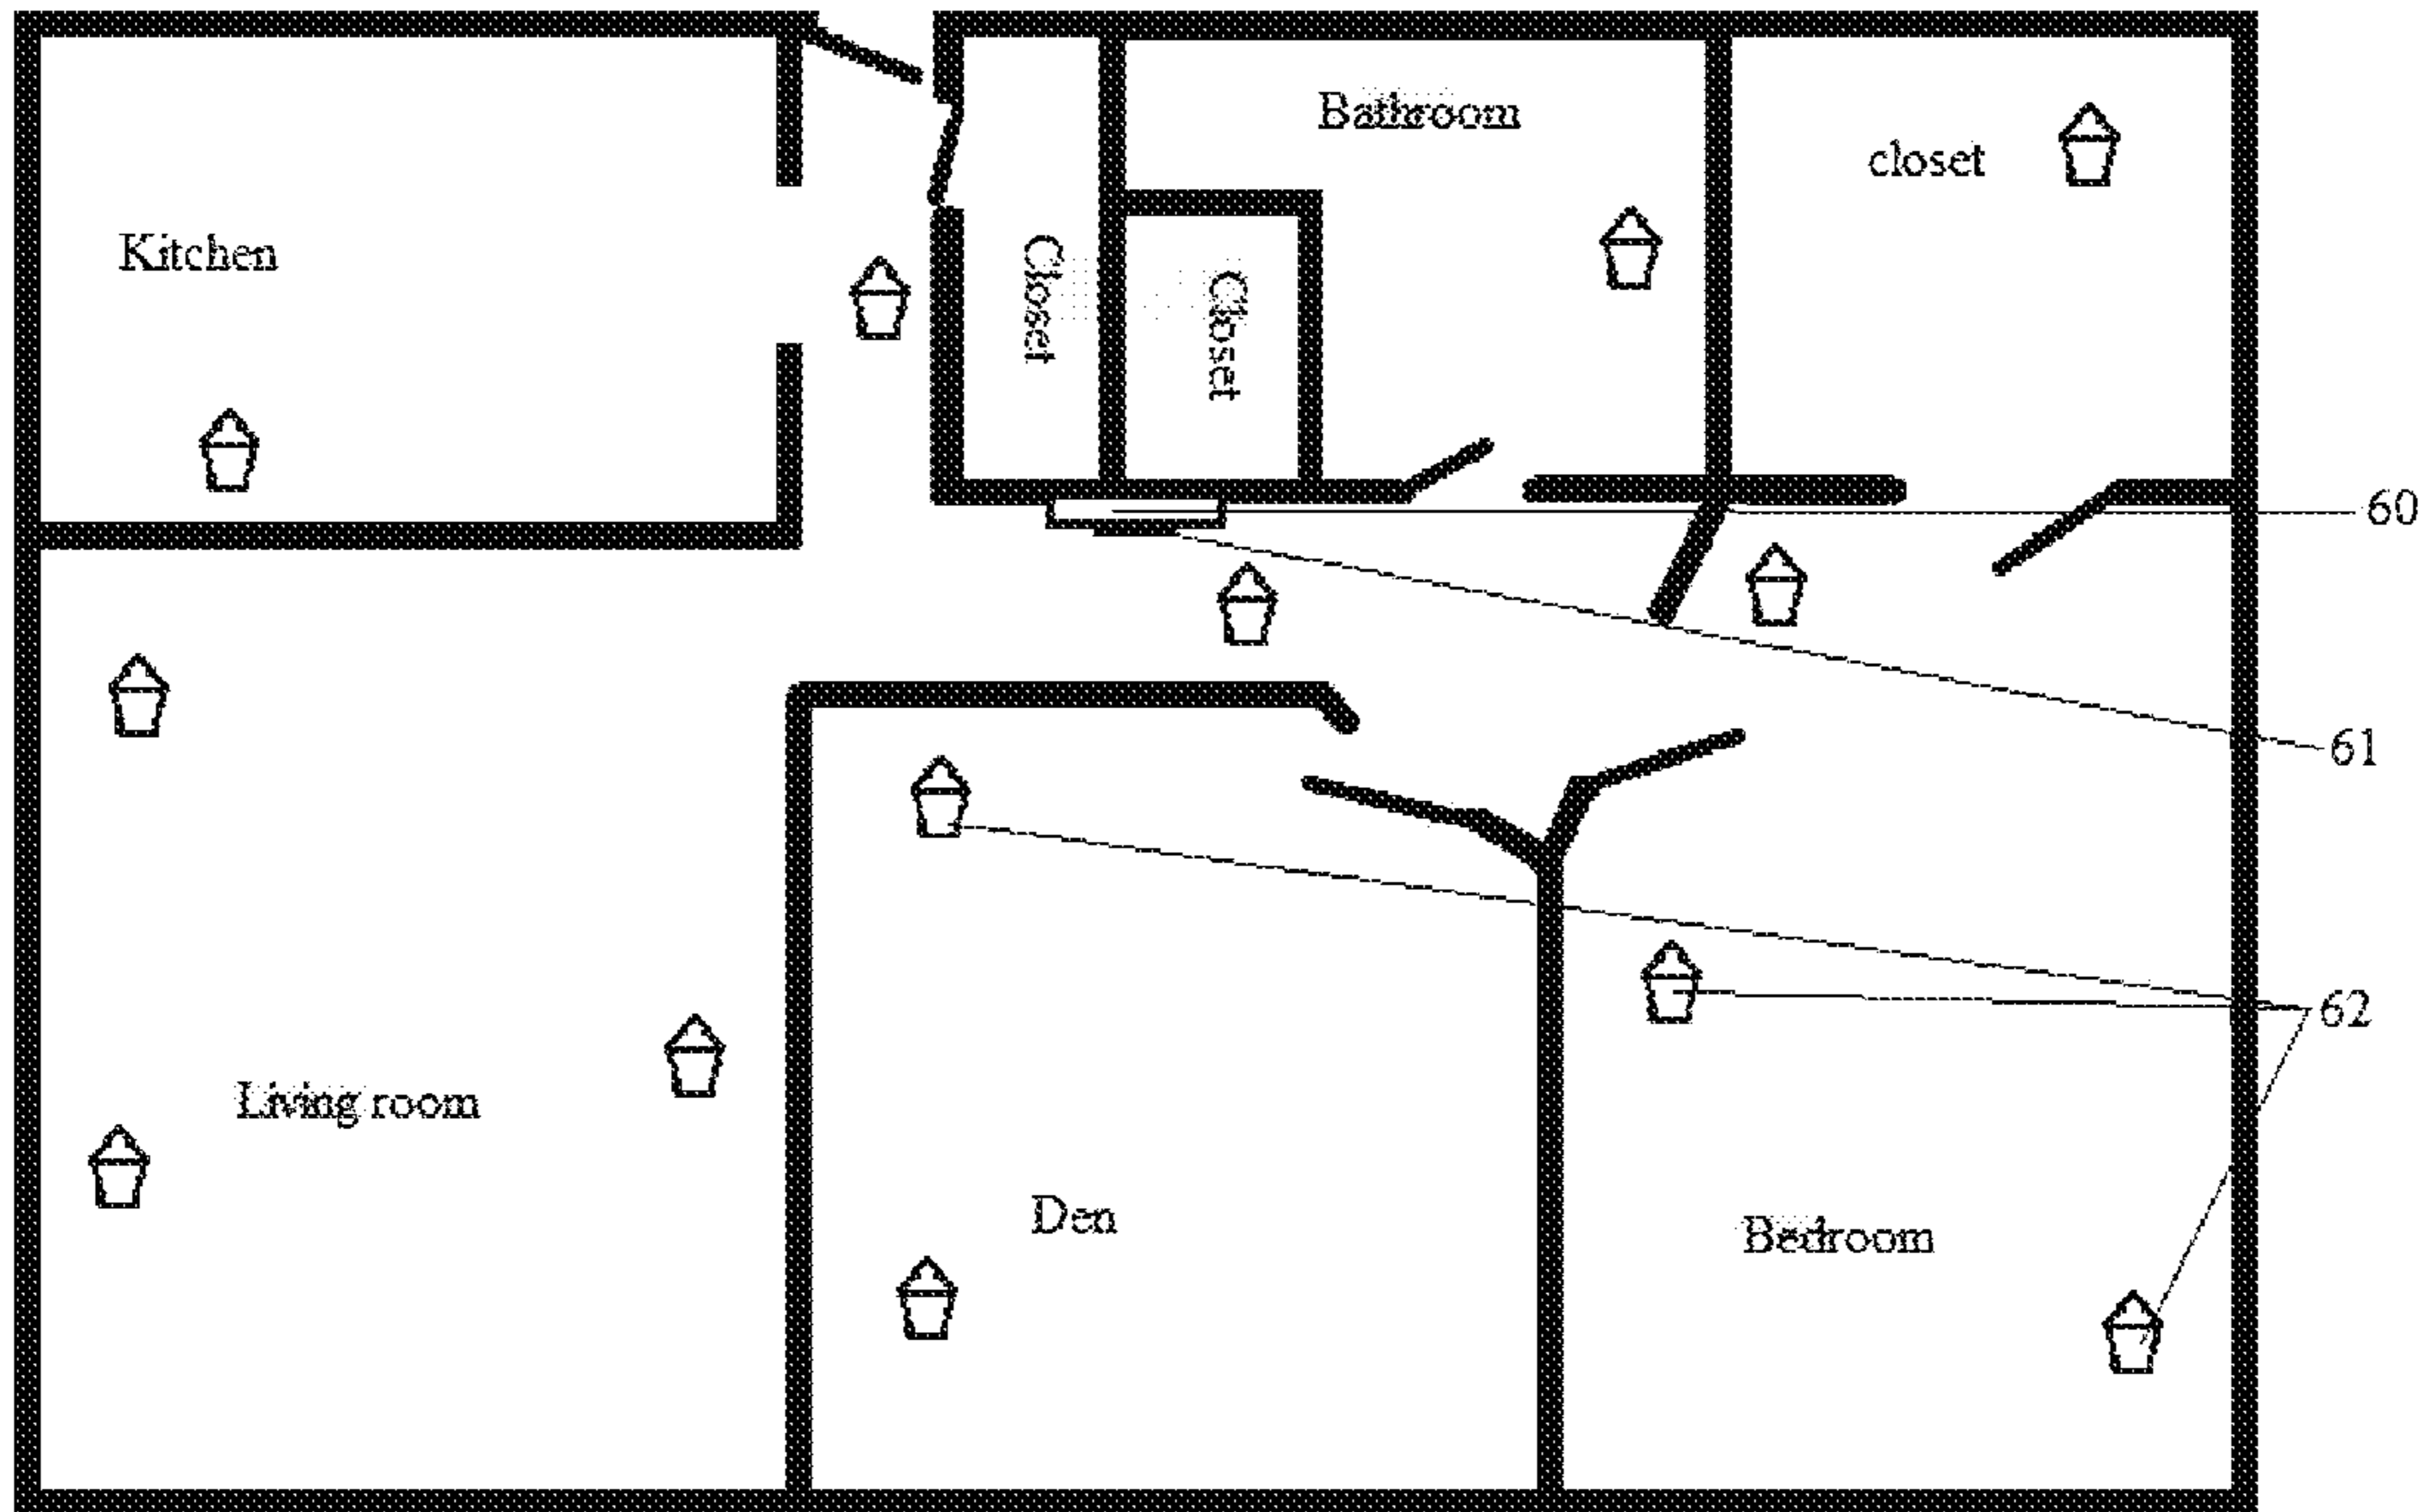 Bathroom
closet
Kitchen
Closet
Closet
60
61
62
Living room
Den
Bedroom